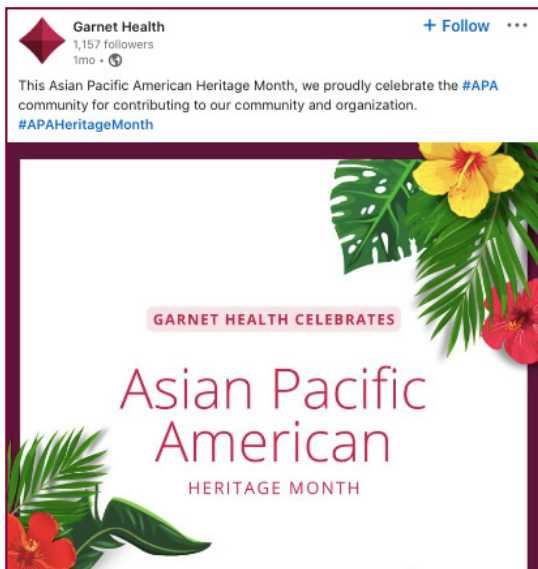 Garnet Health
+ Follow ...
1,157 followers
1mo •
This Asian Pacific American Heritage Month, we proudly celebrate the #APA
community for contributing to our community and organization.
#APAHeritageMonth
GARNET HEALTH CELEBRATES
Asian Pacific
American
HERITAGE MONTH